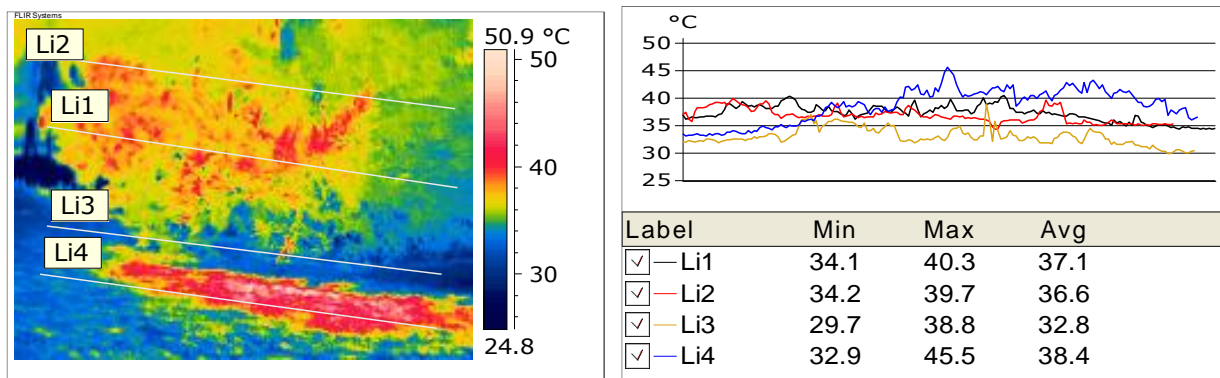 FLIR Systems
Li2
Li1
Li3
Li4
50.9 °C
50
40
30
24.8
°C
50
45
40
35
30
25
Label Min Max Avg
Li1 34.1 40.3 37.1
Li2 34.2 39.7 36.6
Li3 29.7 38.8 32.8
Li4 32.9 45.5 38.4